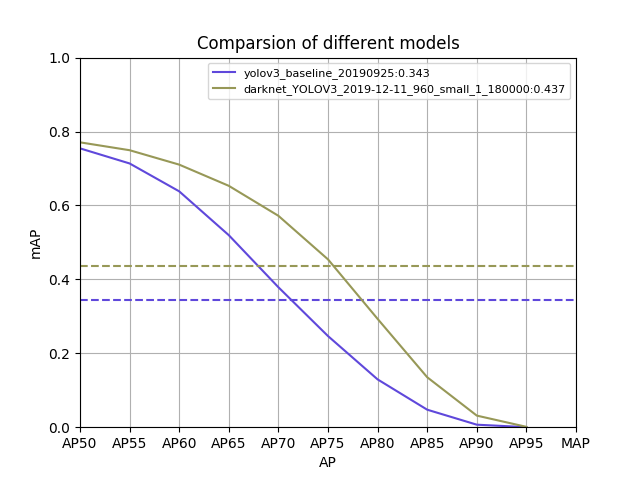 Comparsion of different models
yolov3_baseline_20190925:0.343
darknet_YOLOV3_2019-12-11_960_small_1_180000:0.437
mAP
1.0
0.8
0.6
0.4
0.2
0.0
AP50 AP55 AP60 AP65 AP70 AP75 AP80 AP85 AP90 AP95 MAP
AP